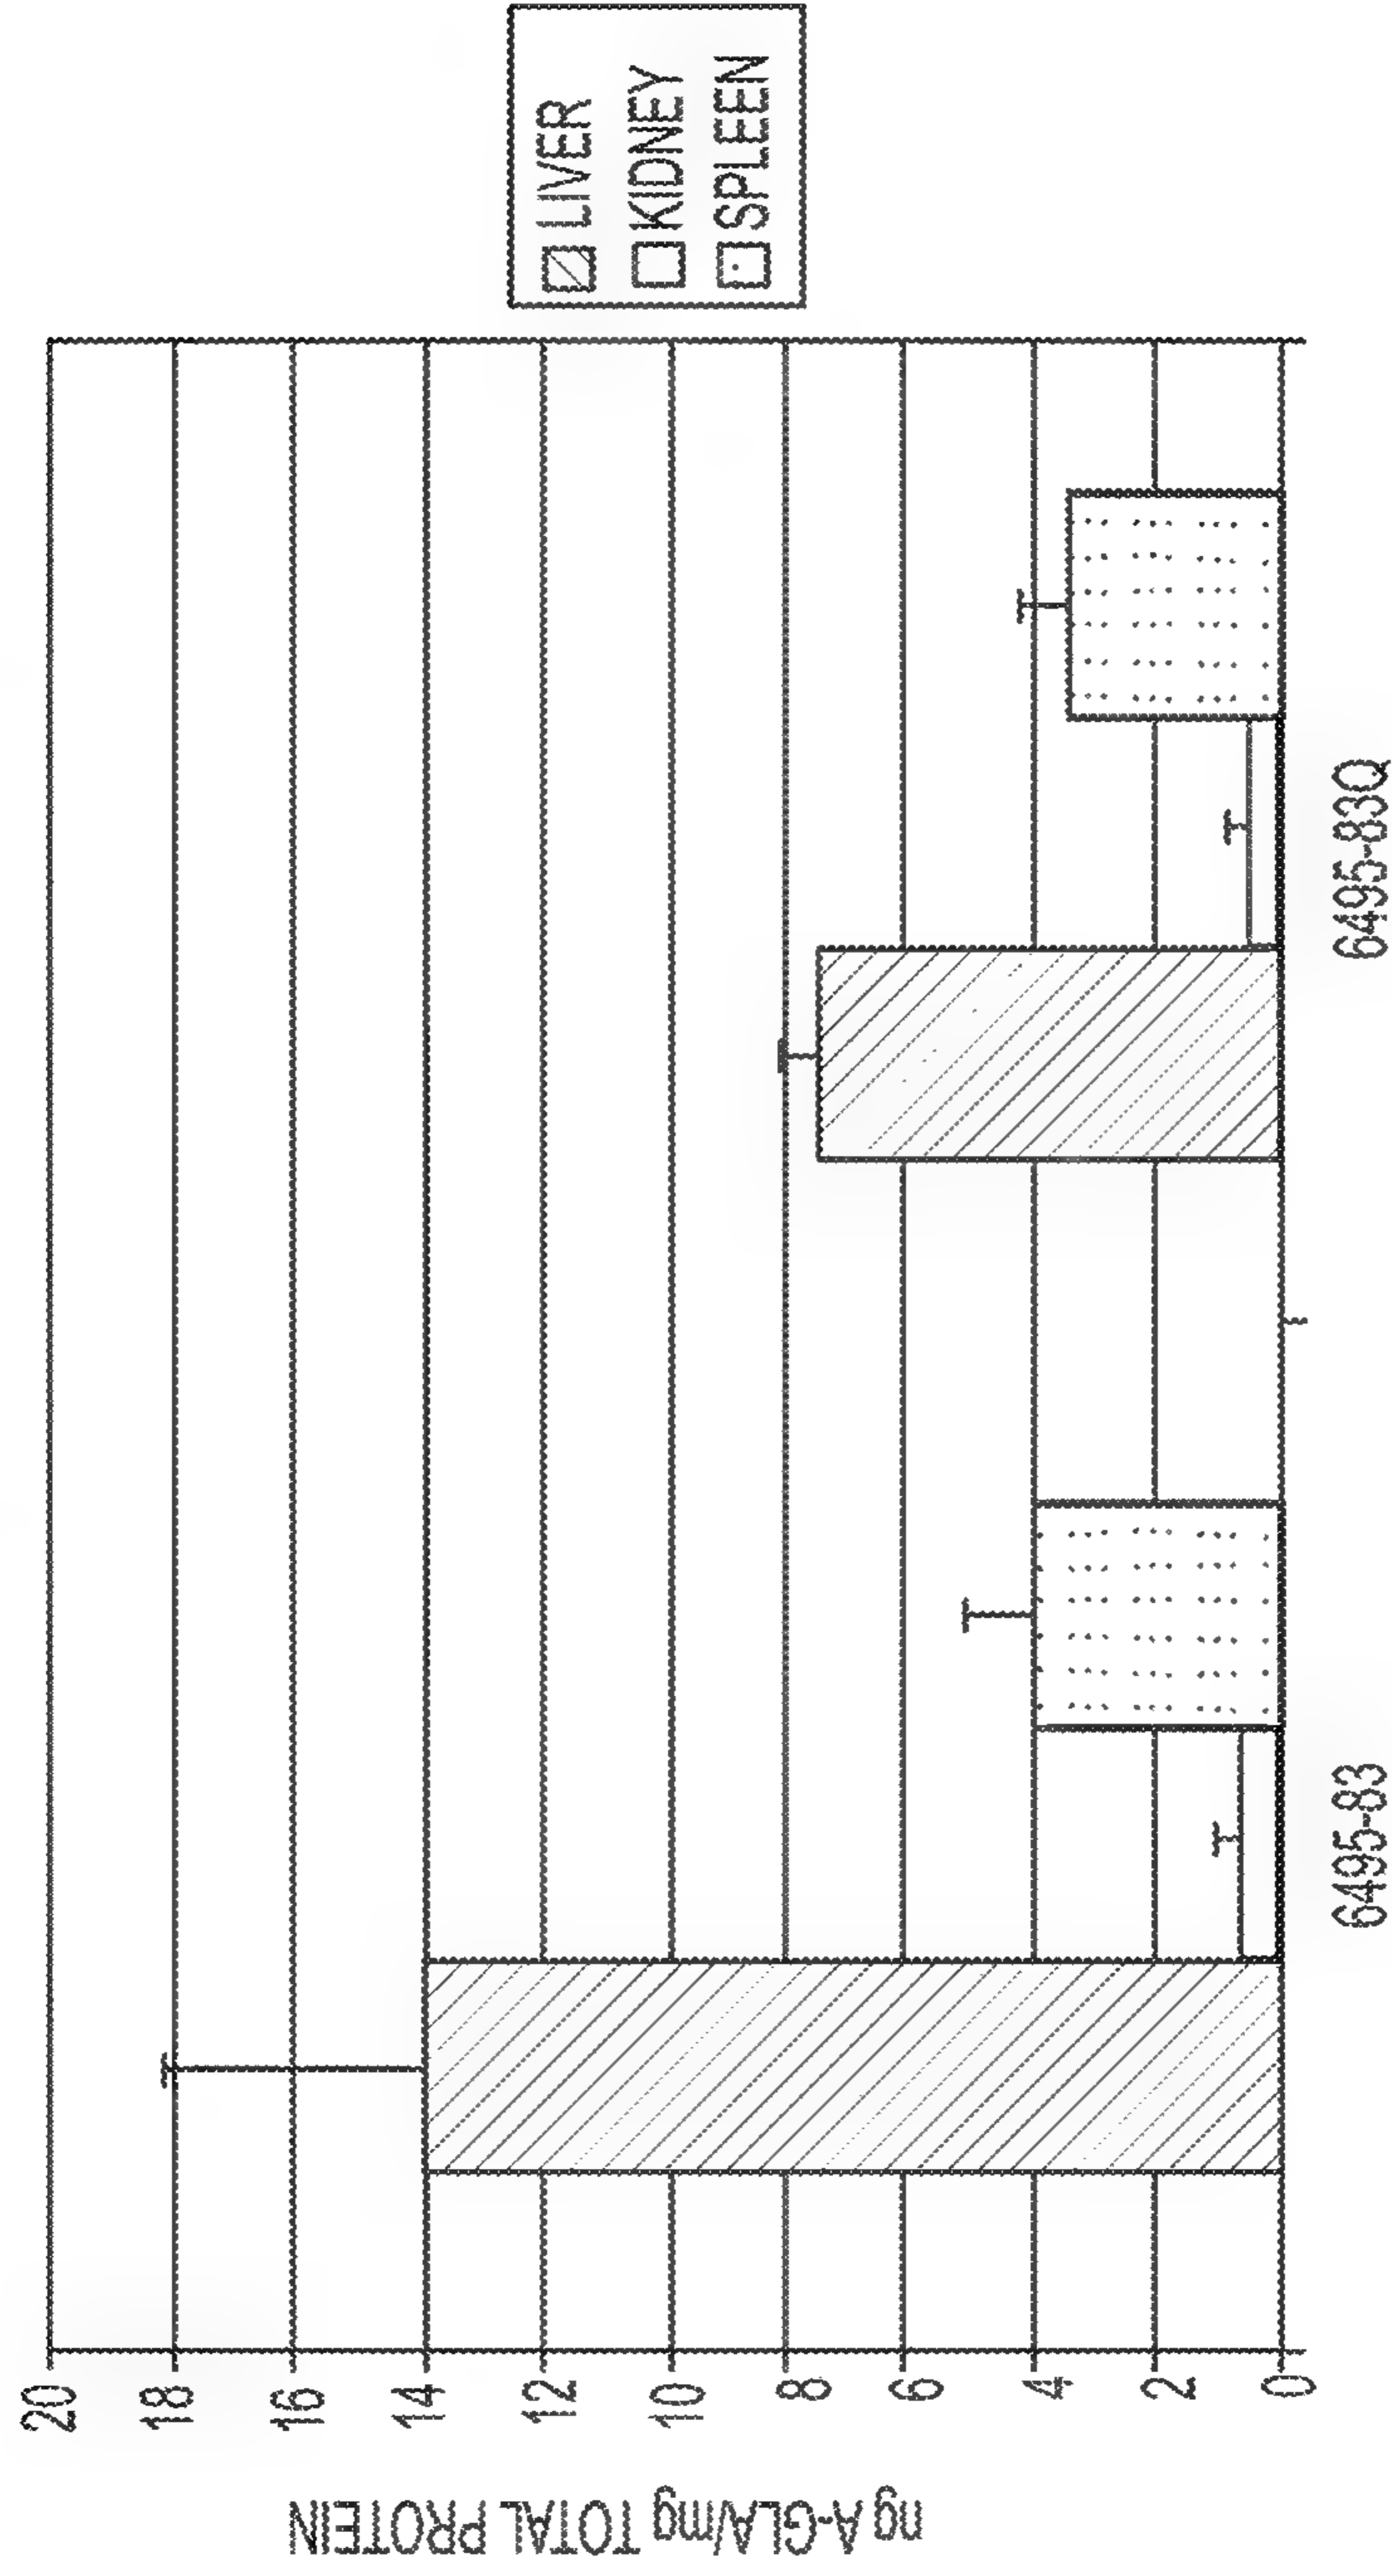 ng A-GLA/mg TOTAL PROTEIN
20
18
16
14
12
10
8
6
4
2
0
6495-83
6495-83Q
LIVER
KIDNEY
SPLEEN